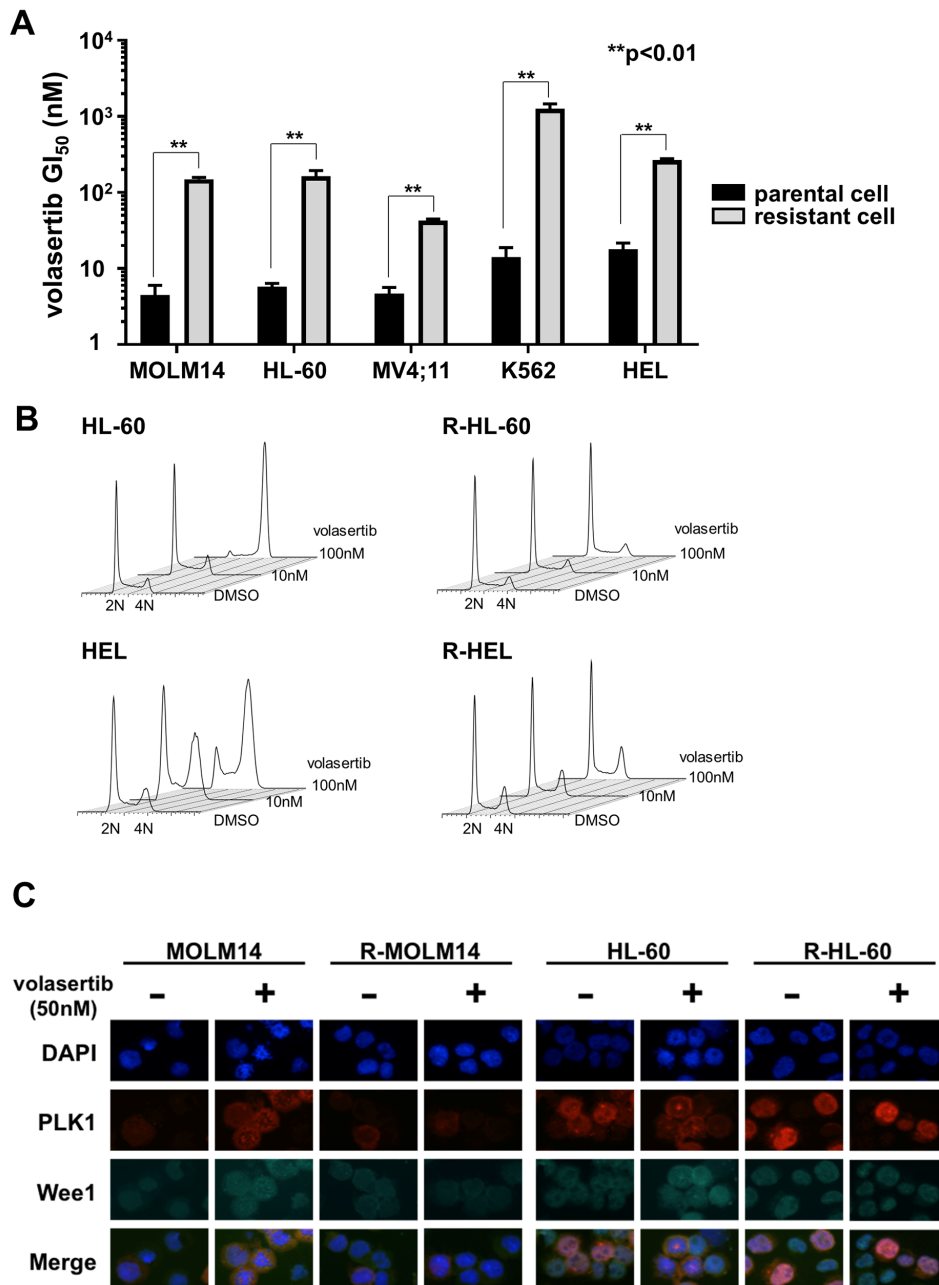 A
volasertib GI50 (nM)
10⁴
10³
10²
10
1
**p<0.01
**
**
**
**
**
parental cell
resistant cell
MOLM14 HL-60 MV4;11 K562 HEL
B
HL-60
volasertib
100nM
10nM
DMSO
2N 4N
R-HL-60
volasertib
100nM
10nM
DMSO
2N 4N
HEL
volasertib
100nM
10nM
DMSO
2N 4N
R-HEL
volasertib
100nM
10nM
DMSO
2N 4N
C
MOLM14 R-MOLM14 HL-60 R-HL-60
volasertib
(50nM)
– + – + – + – +
DAPI
PLK1
Wee1
Merge